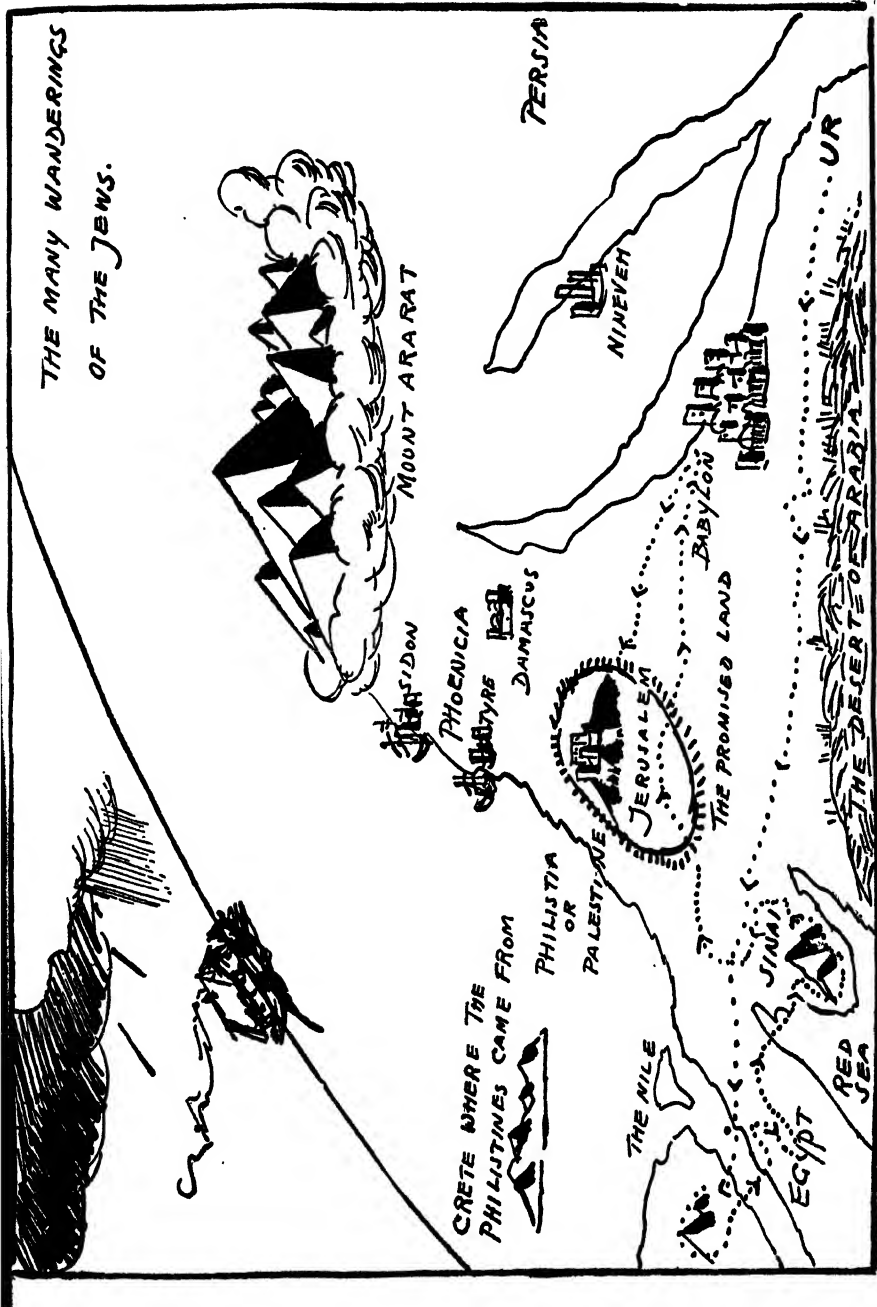 THE MANY WANDERINGS
OF THE JEWS.
MOUNT ARARAT
PERSIA
NINEVEH
SIDON
PHOENICIA
TYRE
DAMASCUS
BABYLON
UR
CRETE WHERE THE
PHILISTINES CAME FROM
PHILISTIA
OR
PALESTINE
JERUSALEM
THE PROMISED LAND
THE DESERT OF ARABIA
THE NILE
SINAI
EGYPT
RED
SEA